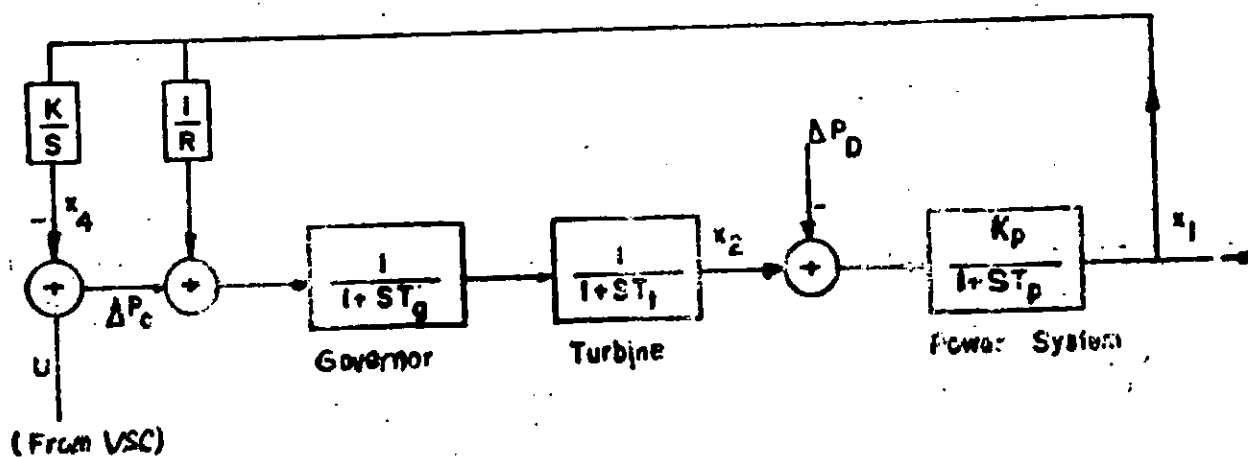 K
S
1
R
ΔP_D
-
- x_4
x_2
x_1
+
ΔP_c
+
1
1+ST_g
1
1+ST_t
+
K_p
1+ST_p
U
Governor
Turbine
Power System
(From VSC)